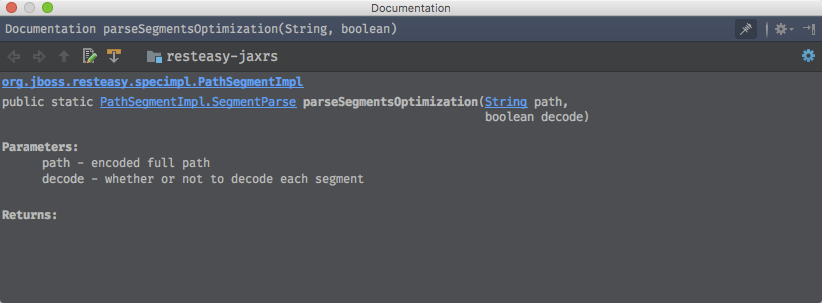 Documentation
Documentation parseSegmentsOptimization(String, boolean)
resteasy-jaxrs
org.jboss.resteasy.specimpl.PathSegmentImpl
public static PathSegmentImpl.SegmentParse parseSegmentsOptimization(String path,
boolean decode)
Parameters:
path – encoded full path
decode – whether or not to decode each segment
Returns: